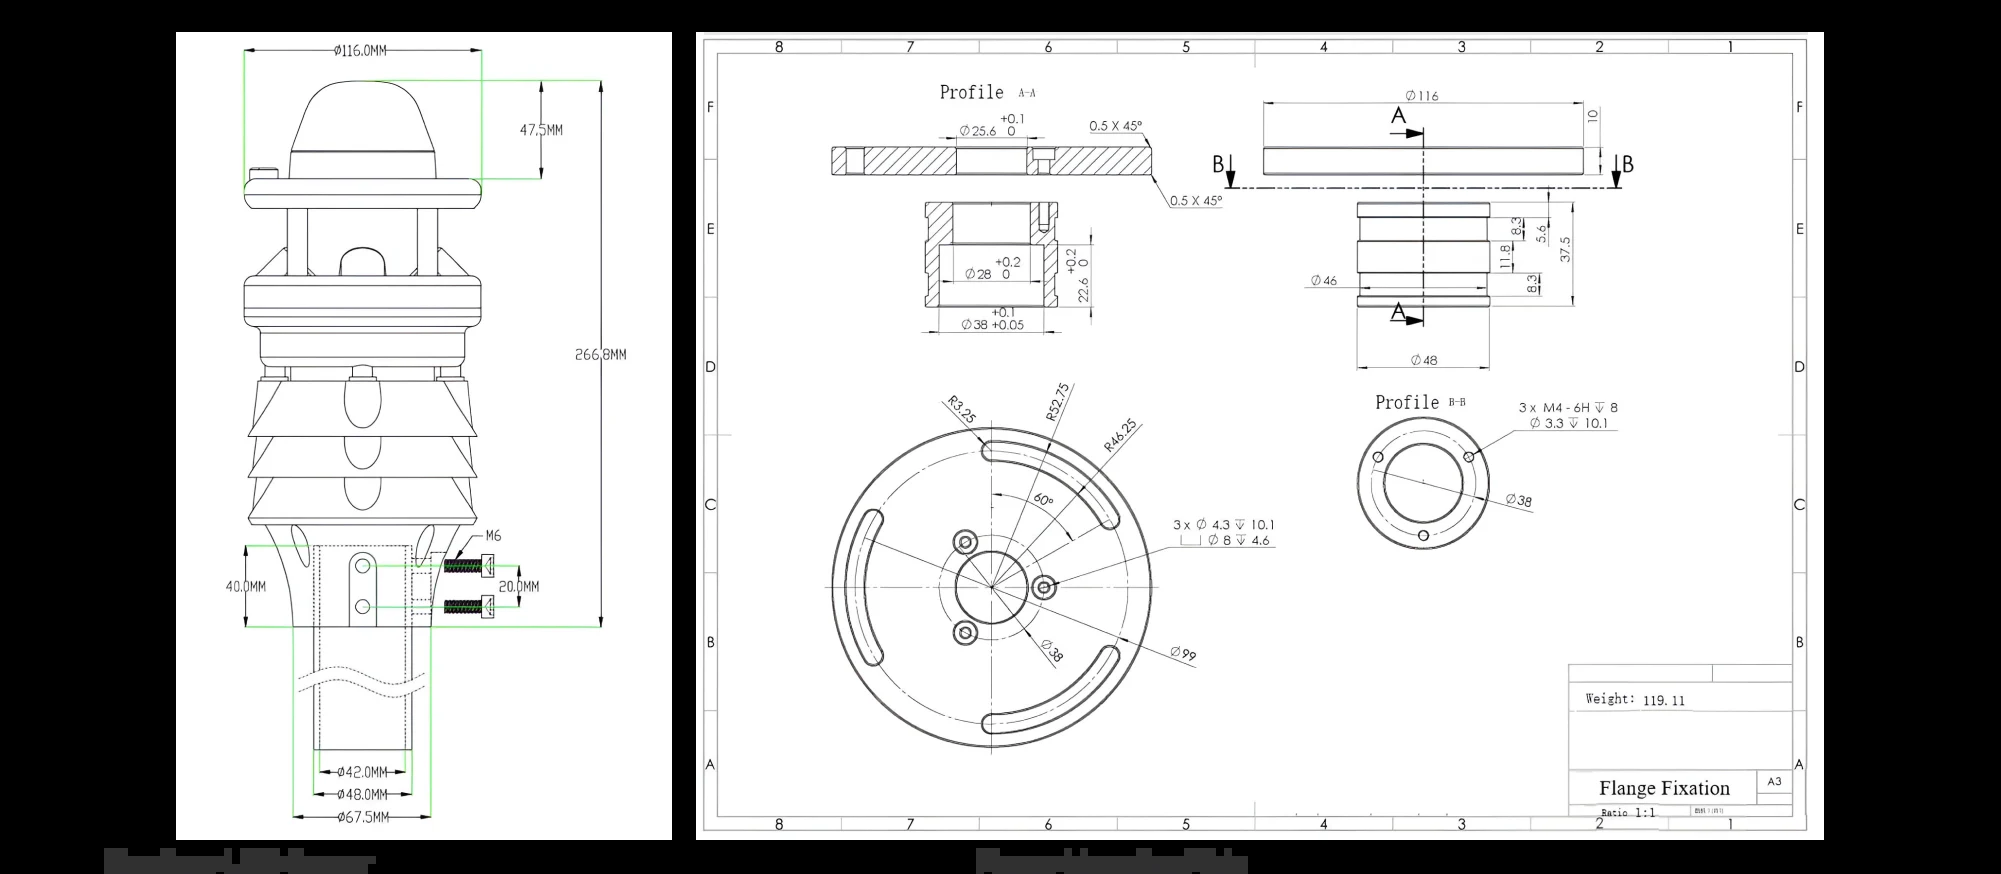 Ø116.0MM
47.5MM
266.8MM
M6
40.0MM
20.0MM
Ø42.0MM
Ø48.0MM
Ø67.5MM
8 7 6 5 4 3 2 1
F
E
D
C
B
A
Profile A-A
Ø25.6 +0.1 0
0.5 X 45°
0.5 X 45°
Ø28 +0.2 0
22.6 +0.2 0
Ø38 +0.1 +0.05
Ø116
10
A
B B
8.3
5.6
11.8
37.5
8.3
Ø46
A
Ø48
R3.25
R52.75
R46.25
60°
3 x Ø 4.3 ↧ 10.1
⌴ Ø 8 ↧ 4.6
Ø38
Ø99
Profile B-B
3 x M4 - 6H ↧ 8
Ø 3.3 ↧ 10.1
Ø38
Weight: 119.11
Flange Fixation
A3
Ratio 1:1
F
E
D
C
B
A
8 7 6 5 4 3 2 1